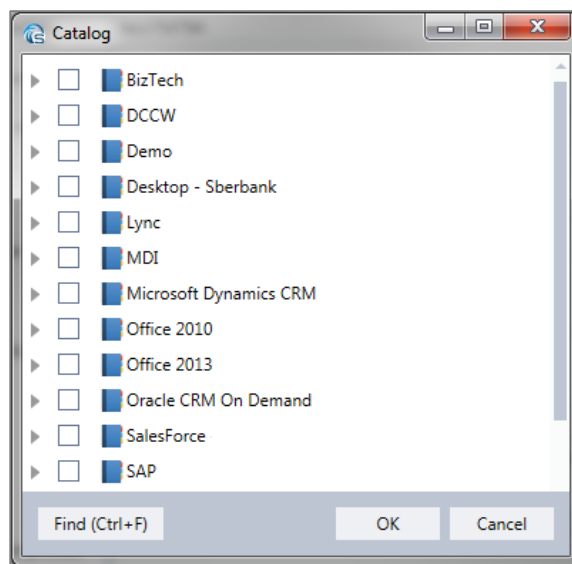 Catalog
BizTech
DCCW
Demo
Desktop - Sberbank
Lync
MDI
Microsoft Dynamics CRM
Office 2010
Office 2013
Oracle CRM On Demand
SalesForce
SAP
Find (Ctrl+F) OK Cancel